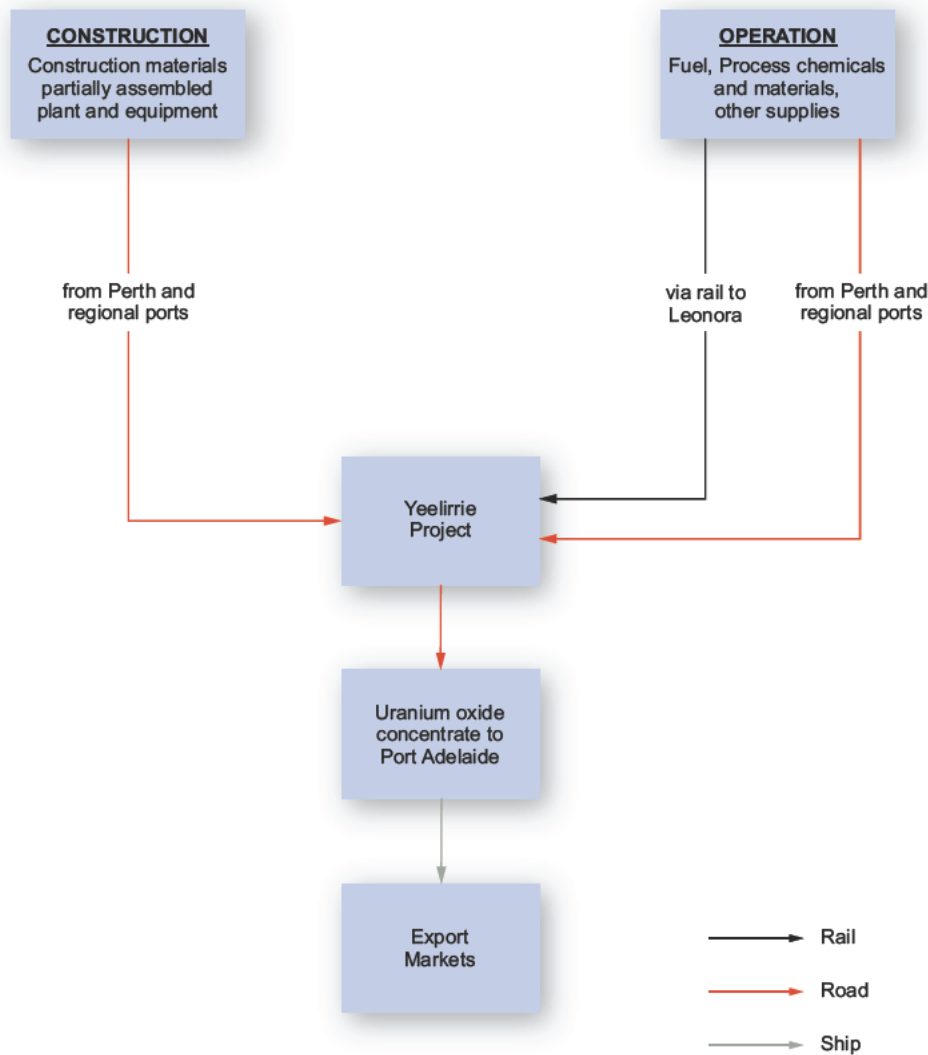 CONSTRUCTION
Construction materials
partially assembled
plant and equipment
OPERATION
Fuel, Process chemicals
and materials,
other supplies
from Perth and
regional ports
via rail to
Leonora
from Perth and
regional ports
Yeelirrie
Project
Uranium oxide
concentrate to
Port Adelaide
Export
Markets
Rail
Road
Ship